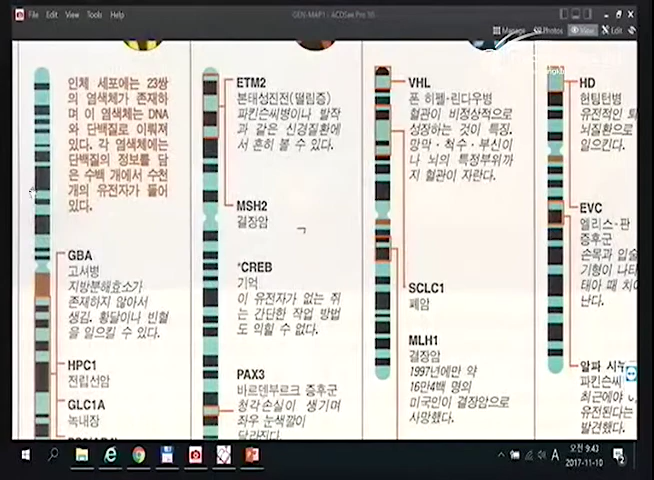 File Edit View Tools Help
GEN-MAP1 - ACDSee Pro 10
Manage Photos View Edit
인체 세포에는 23쌍
의 염색체가 존재하
며 이 염색체는 DNA
와 단백질로 이뤄져
있다. 각 염색체에는
단백질의 정보를 담
은 수백 개에서 수천
개의 유전자가 들어
있다.
GBA
고셔병
지방분해효소가
존재하지 않아서
생김. 황달이나 빈혈
을 일으킬 수 있다.
HPC1
전립선암
GLC1A
녹내장
ETM2
본태성진전(떨림증)
파킨슨씨병이나 발작
과 같은 신경질환에
서 흔히 볼 수 있다.
MSH2
결장암
*CREB
기억
이 유전자가 없는 쥐
는 간단한 작업 방법
도 익힐 수 없다.
PAX3
바르덴부르크 증후군
청각손실이 생기며
좌우 눈색깔이
달라진다.
VHL
폰 히펠-린다우병
혈관이 비정상적으로
성장하는 것이 특징.
망막·척수·부신이
나 뇌의 특정부위까
지 혈관이 자란다.
SCLC1
폐암
MLH1
결장암
1997년에만 약
16만4백 명의
미국인이 결장암으로
사망했다.
HD
헌팅턴병
유전적인 퇴
뇌질환으로
일으킨다.
EVC
엘리스-판
증후군
손목과 입술
기형이 나타
태아 때 치
난다.
알파 시누
파킨슨씨
최근에야
유전된다는
발견했다.
A
오전 9:43
2017-11-10